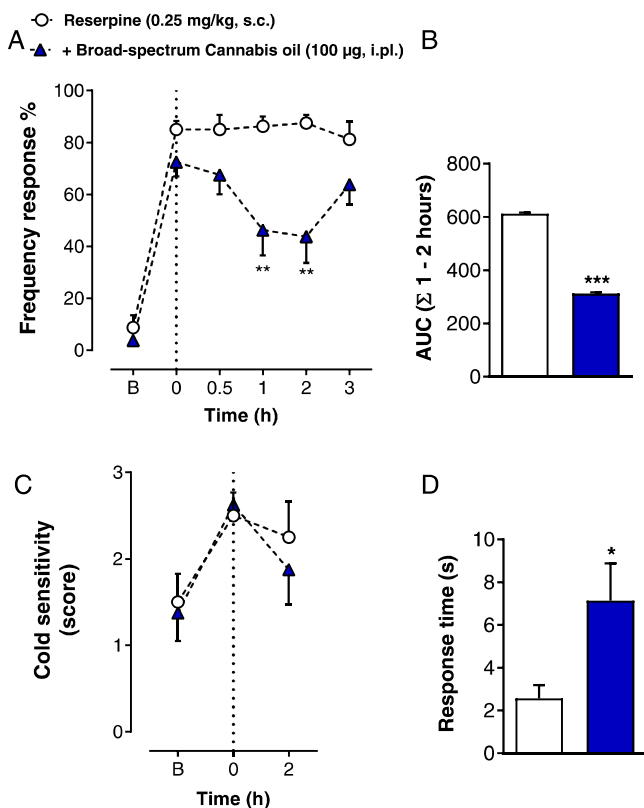 Reserpine (0.25 mg/kg, s.c.)
+ Broad-spectrum Cannabis oil (100 µg, i.pl.)
A
Frequency response %
100
80
60
40
20
0
** **
B 0 0.5 1 2 3
Time (h)
B
AUC (Σ 1 - 2 hours)
800
600
400
200
0
***
C
Cold sensitivity
(score)
3
2
1
0
B 0 2
Time (h)
D
Response time (s)
10
8
6
4
2
0
*